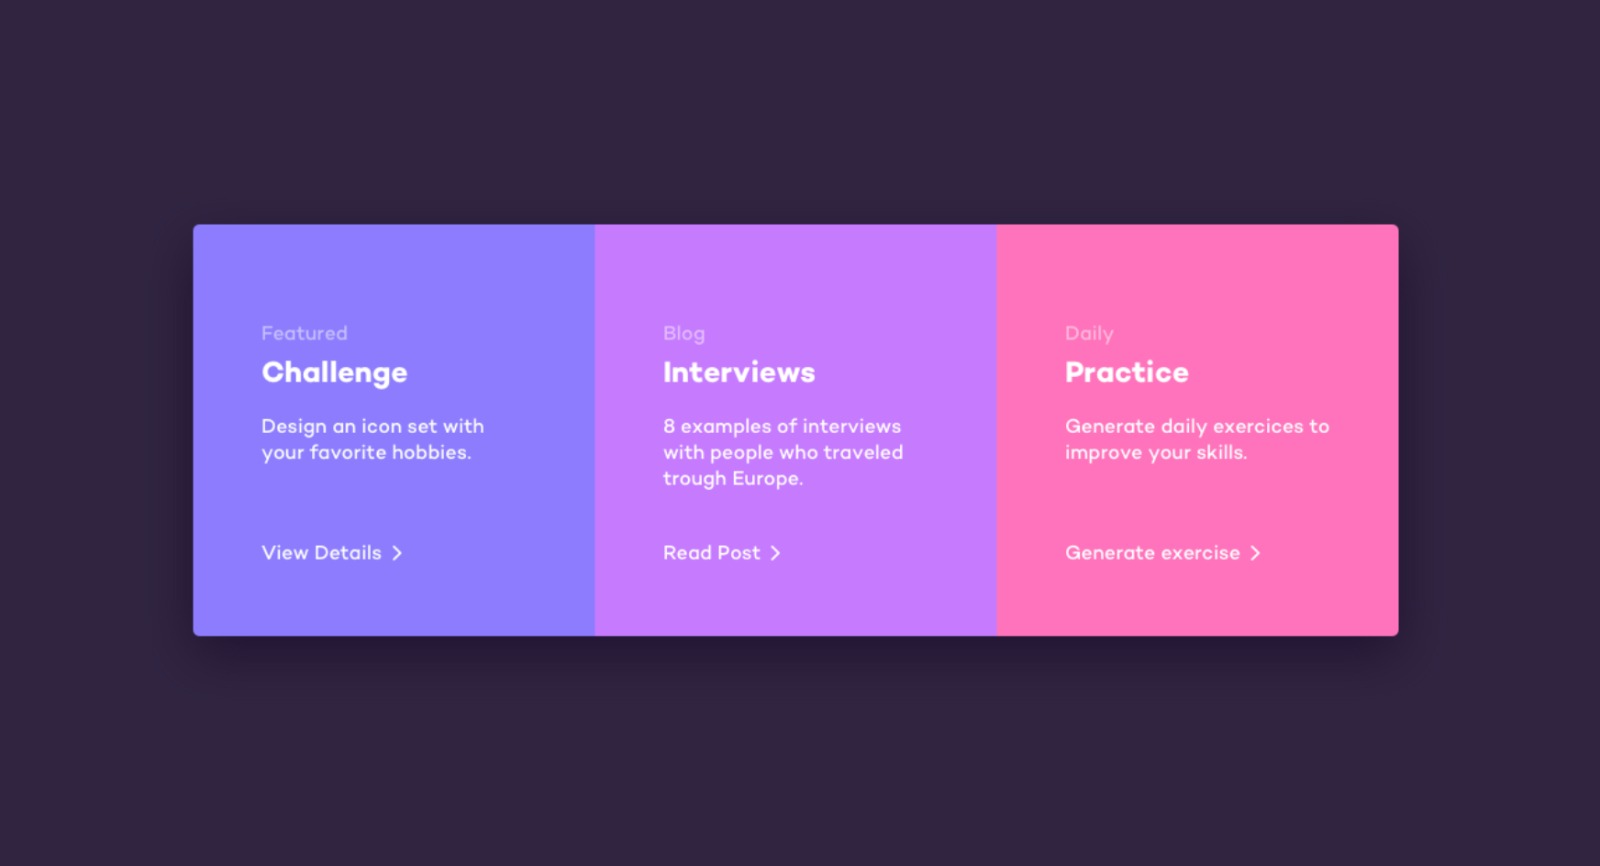 Featured
Challenge
Design an icon set with
your favorite hobbies.
View Details
Blog
Interviews
8 examples of interviews
with people who traveled
trough Europe.
Read Post
Daily
Practice
Generate daily exercices to
improve your skills.
Generate exercise